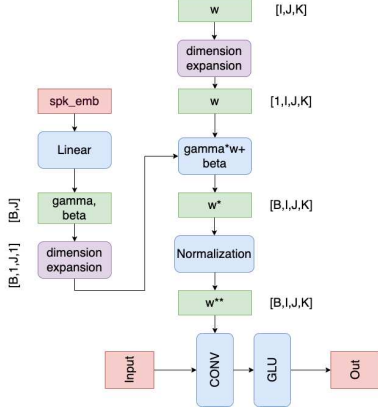 w
[I,J,K]
dimension
expansion
w
[1,I,J,K]
spk_emb
Linear
gamma*w+
beta
gamma,
beta
[B,J]
w*
[B,I,J,K]
dimension
expansion
[B,1,J,1]
Normalization
w**
[B,I,J,K]
Input
CONV
GLU
Out